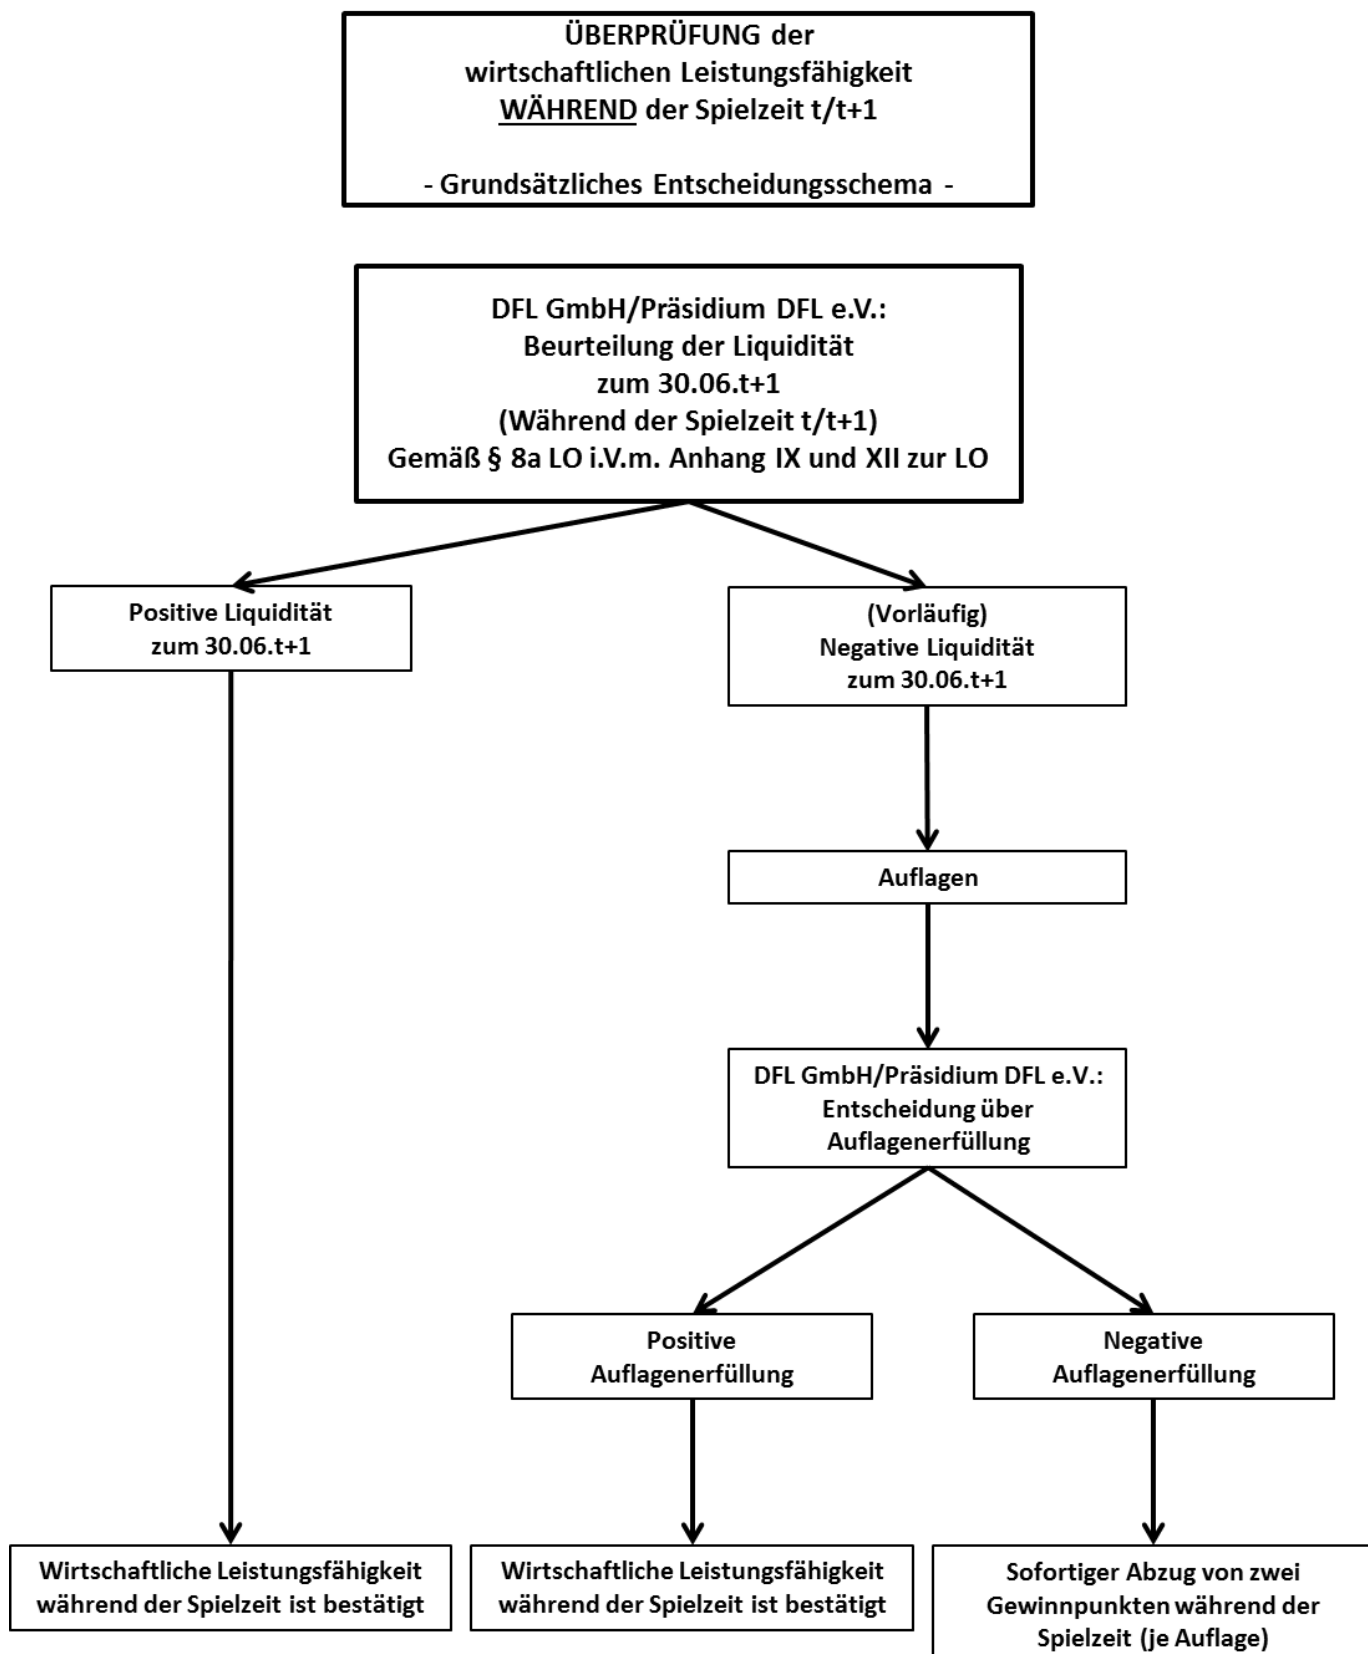 ÜBERPRÜFUNG der
wirtschaftlichen Leistungsfähigkeit
WÄHREND der Spielzeit t/t+1
- Grundsätzliches Entscheidungsschema -
DFL GmbH/Präsidium DFL e.V.:
Beurteilung der Liquidität
zum 30.06.t+1
(Während der Spielzeit t/t+1)
Gemäß § 8a LO i.V.m. Anhang IX und XII zur LO
Positive Liquidität
zum 30.06.t+1
(Vorläufig)
Negative Liquidität
zum 30.06.t+1
Auflagen
DFL GmbH/Präsidium DFL e.V.:
Entscheidung über
Auflagenerfüllung
Positive
Auflagenerfüllung
Negative
Auflagenerfüllung
Wirtschaftliche Leistungsfähigkeit
während der Spielzeit ist bestätigt
Wirtschaftliche Leistungsfähigkeit
während der Spielzeit ist bestätigt
Sofortiger Abzug von zwei
Gewinnpunkten während der
Spielzeit (je Auflage)